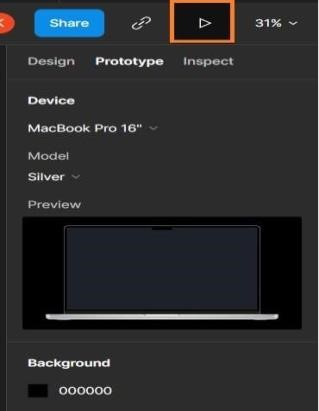 Share 31%
Design Prototype Inspect
Device
MacBook Pro 16"
Model
Silver
Preview
Background
000000